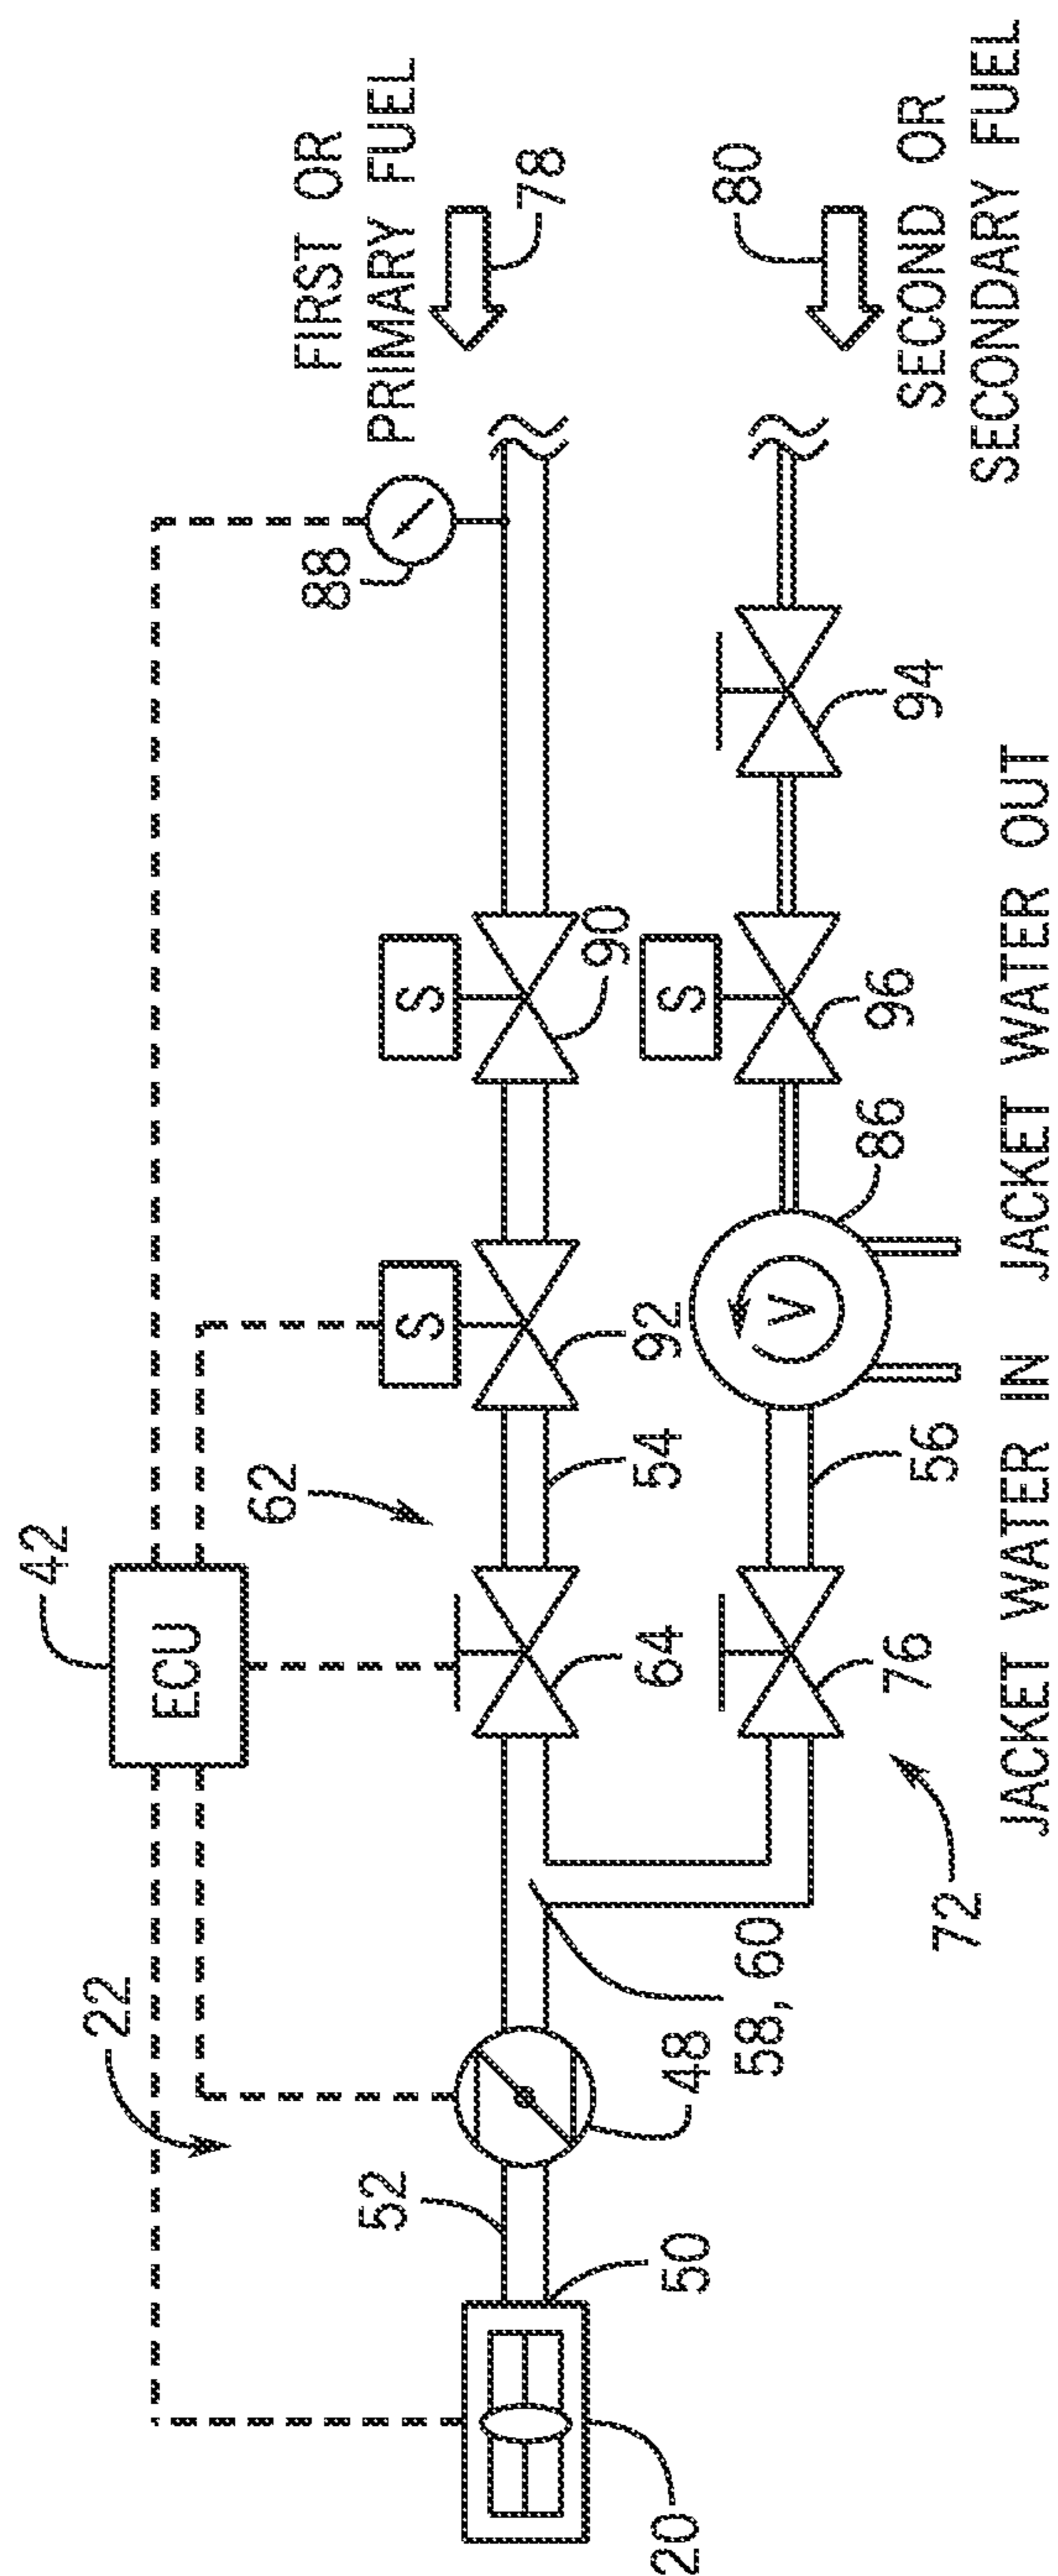 22
42
ECU
62
88
FIRST OR
PRIMARY FUEL
78
52
S
S
50
48
58, 60
64
54
92
90
S
80
20
72
76
56
V
86
96
94
SECOND OR
SECONDARY FUEL
JACKET WATER IN
JACKET WATER OUT